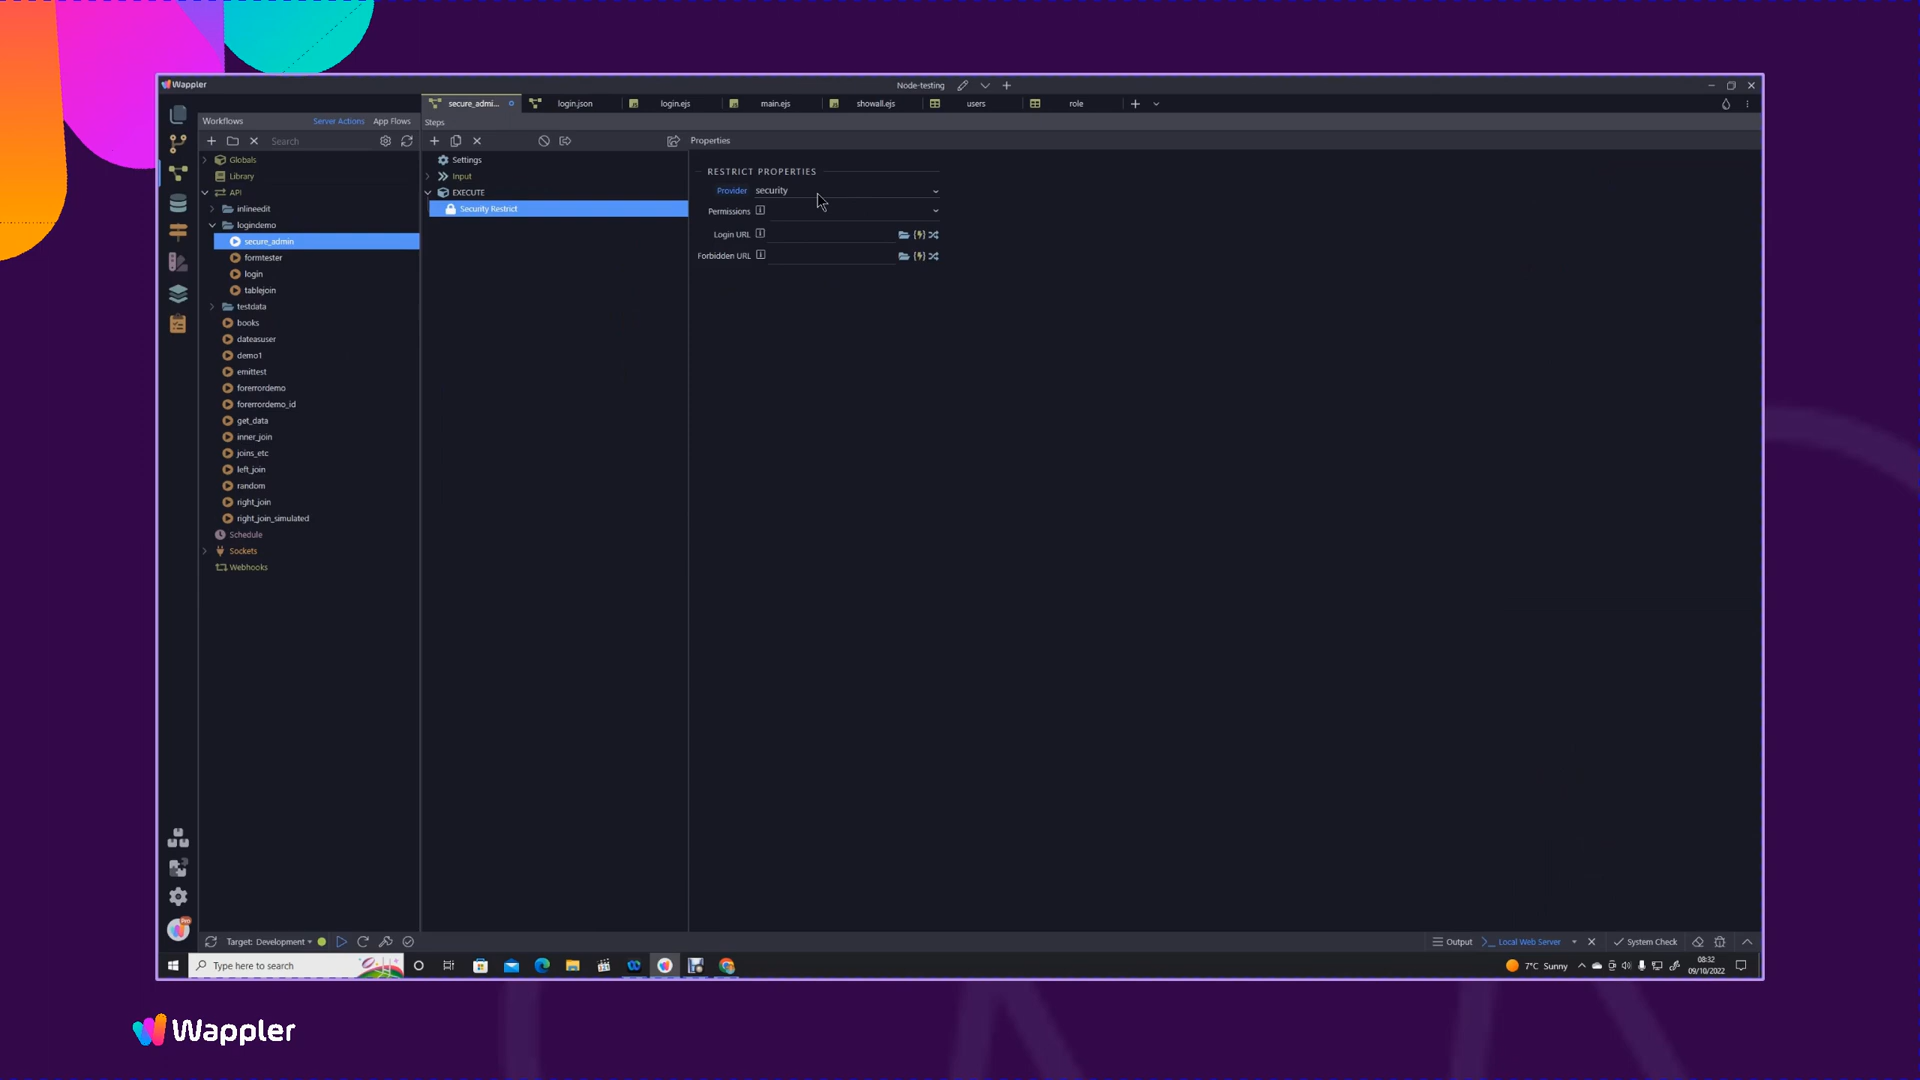 Wappler
Node-testing
secure_admi...
login.json
login.ejs
main.ejs
showall.ejs
users
role
Workflows
Server Actions
App Flows
Steps
Search
Properties
Globals
Library
API
inlineedit
logindemo
secure_admin
formtester
login
tablejoin
testdata
books
dateasuser
demo1
emittest
forerrordemo
forerrordemo_id
get_data
inner_join
joins_etc
left_join
random
right_join
right_join_simulated
Schedule
Sockets
Webhooks
Settings
Input
EXECUTE
Security Restrict
RESTRICT PROPERTIES
Provider security
Permissions
Login URL
Forbidden URL
Target: Development
Output
Local Web Server
System Check
Type here to search
7°C Sunny
08:32
09/10/2022
Wappler